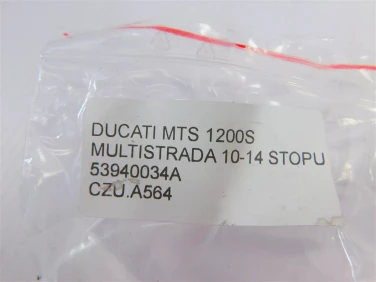 DUCATI MTS 1200S
MULTISTRADA 10-14 STOPU
53940034A
CZU.A564